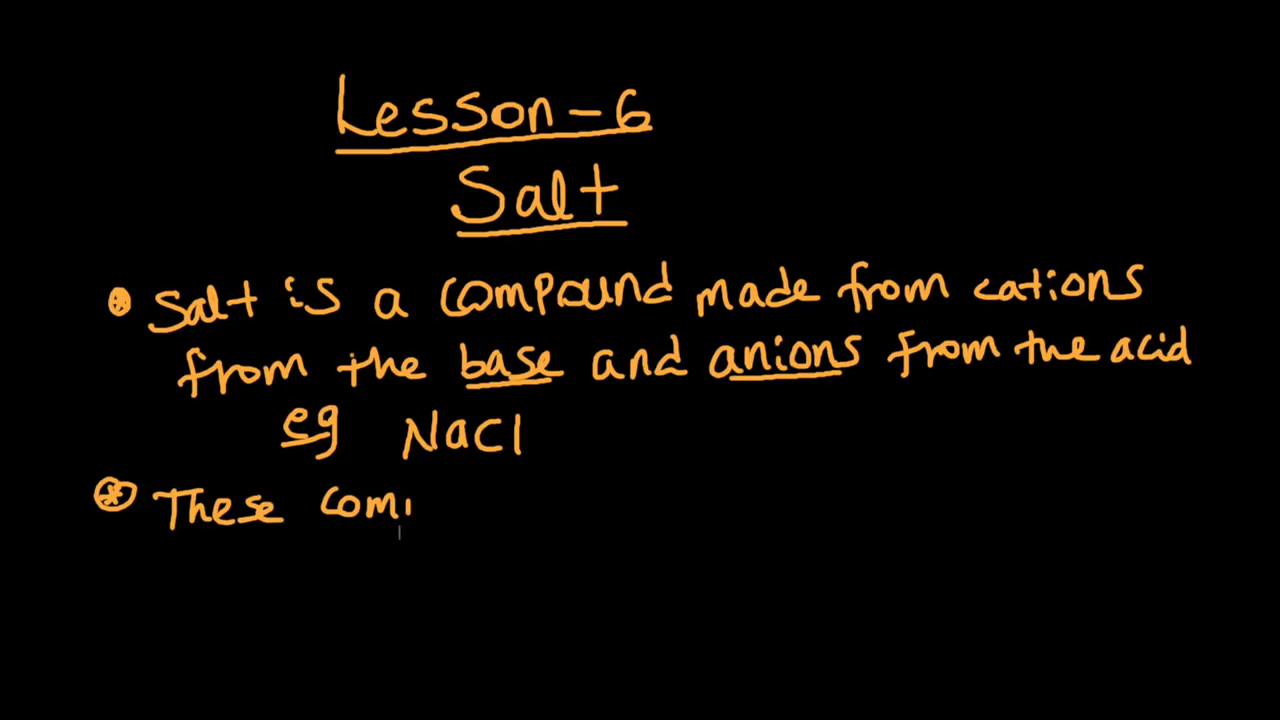 Lesson-6
Salt
Salt is a compound made from cations
from the base and anions from the acid
eg NaCl
These com